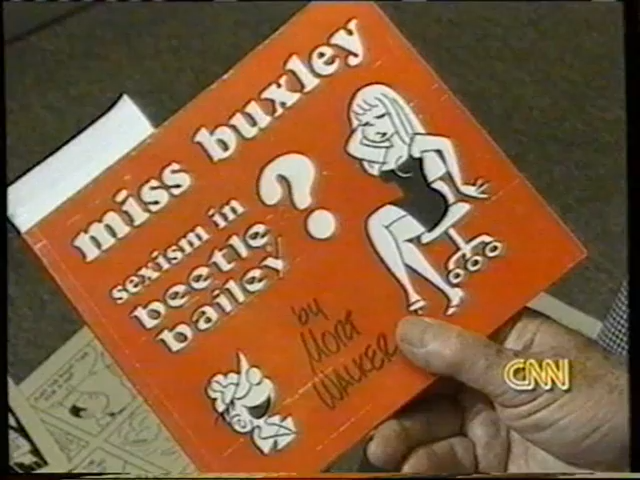 miss buxley
sexism in
beetle
bailey
?
by
MORT
WALKER
CNN